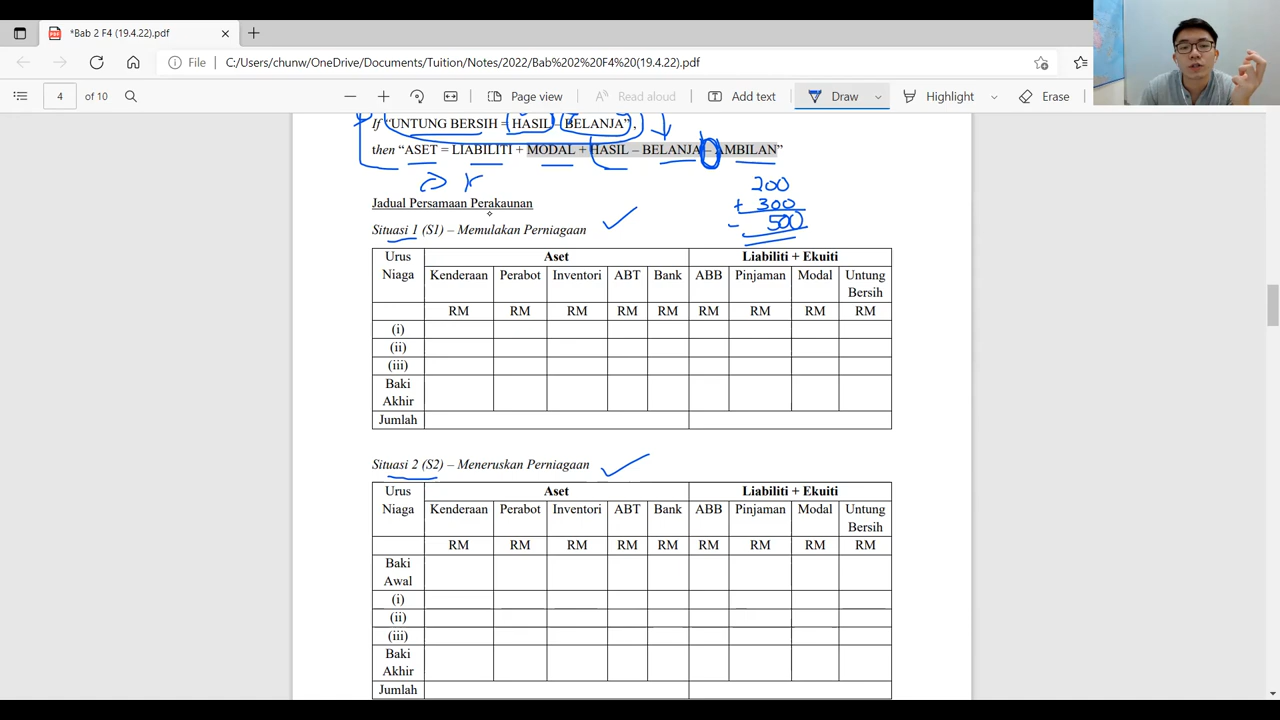 *Bab 2 F4 (19.4.22).pdf
File
C:/Users/chunw/OneDrive/Documents/Tuition/Notes/2022/Bab%202%20F4%20(19.4.22).pdf
4
of 10
Page view
Read aloud
Add text
Draw
Highlight
Erase
If “UNTUNG BERSIH = HASIL – BELANJA”,
then “ASET = LIABILITI + MODAL + HASIL – BELANJA – AMBILAN”
200
+ 300
- 500
Jadual Persamaan Perakaunan
Situasi 1 (S1) – Memulakan Perniagaan
Urus Niaga Aset Liabiliti + Ekuiti
Kenderaan Perabot Inventori ABT Bank ABB Pinjaman Modal Untung Bersih
RM RM RM RM RM RM RM RM RM
(i)
(ii)
(iii)
Baki
Akhir
Jumlah
Situasi 2 (S2) – Meneruskan Perniagaan
Urus Niaga Aset Liabiliti + Ekuiti
Kenderaan Perabot Inventori ABT Bank ABB Pinjaman Modal Untung Bersih
RM RM RM RM RM RM RM RM RM
Baki
Awal
(i)
(ii)
(iii)
Baki
Akhir
Jumlah